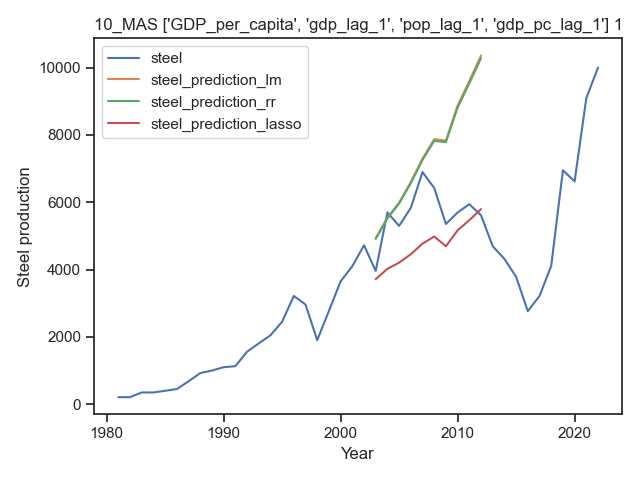 10_MAS ['GDP_per_capita', 'gdp_lag_1', 'pop_lag_1', 'gdp_pc_lag_1'] 1
steel
steel_prediction_lm
steel_prediction_rr
steel_prediction_lasso
10000
8000
6000
4000
2000
0
Steel production
1980 1990 2000 2010 2020
Year